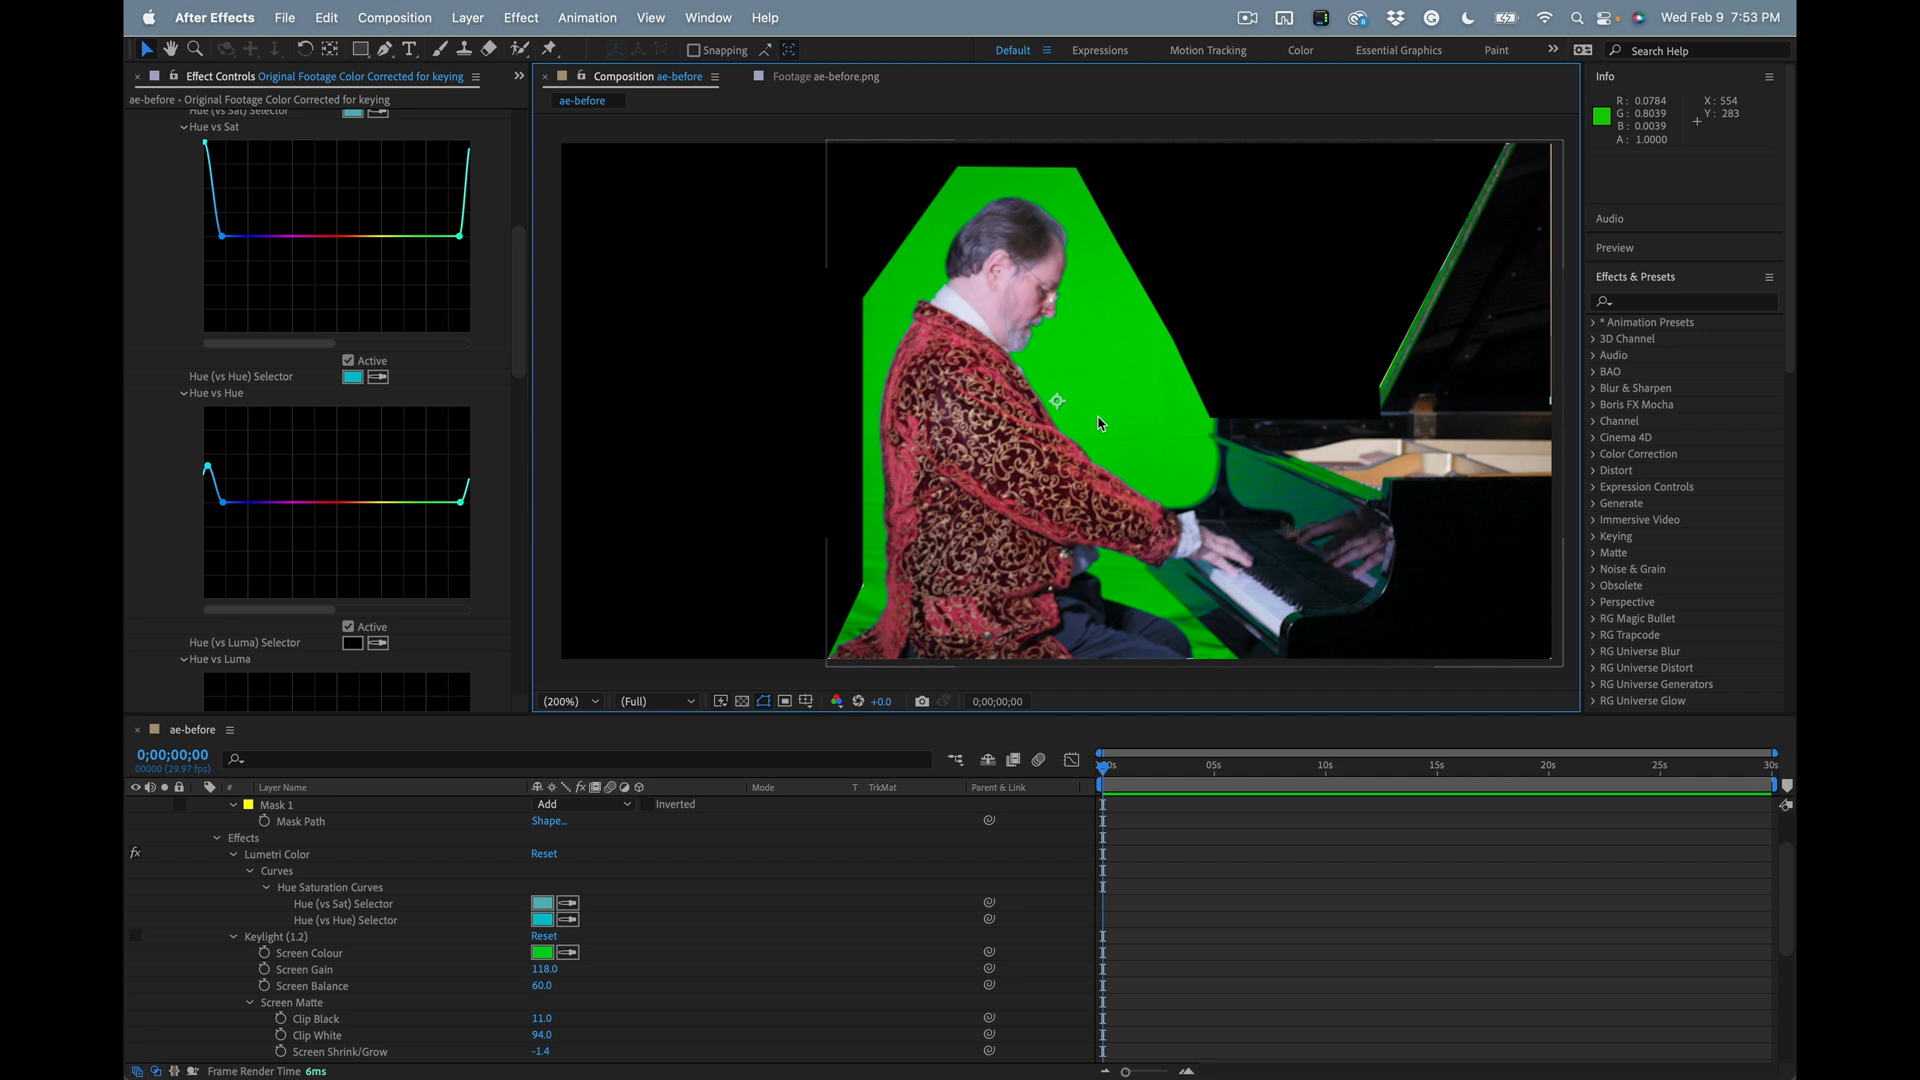 After Effects File Edit Composition Layer Effect Animation View Window Help Wed Feb 9 7:53 PM
Snapping Default Expressions Motion Tracking Color Essential Graphics Paint Search Help
Effect Controls Original Footage Color Corrected for keying
ae-before • Original Footage Color Corrected for keying
Hue (vs Sat) Selector
Hue vs Sat
Active
Hue (vs Hue) Selector
Hue vs Hue
Active
Hue (vs Luma) Selector
Hue vs Luma
Composition ae-before
Footage ae-before.png
ae-before
(200%) (Full) +0.0 0;00;00;00
Info
R: 0.0784 X: 554
G: 0.8039 Y: 283
B: 0.0039
A: 1.0000
Audio
Preview
Effects & Presets
* Animation Presets
3D Channel
Audio
BAO
Blur & Sharpen
Boris FX Mocha
Channel
Cinema 4D
Color Correction
Distort
Expression Controls
Generate
Immersive Video
Keying
Matte
Noise & Grain
Obsolete
Perspective
RG Magic Bullet
RG Trapcode
RG Universe Blur
RG Universe Distort
RG Universe Generators
RG Universe Glow
ae-before
0;00;00;00
00000 (29.97 fps)
# Layer Name fx Mode T TrkMat Parent & Link
05s 10s 15s 20s 25s 30s
Mask 1 Add Inverted
Mask Path Shape...
Effects
fx Lumetri Color Reset
Curves
Hue Saturation Curves
Hue (vs Sat) Selector
Hue (vs Hue) Selector
Keylight (1.2) Reset
Screen Colour
Screen Gain 118.0
Screen Balance 60.0
Screen Matte
Clip Black 11.0
Clip White 94.0
Screen Shrink/Grow -1.4
Frame Render Time 6ms